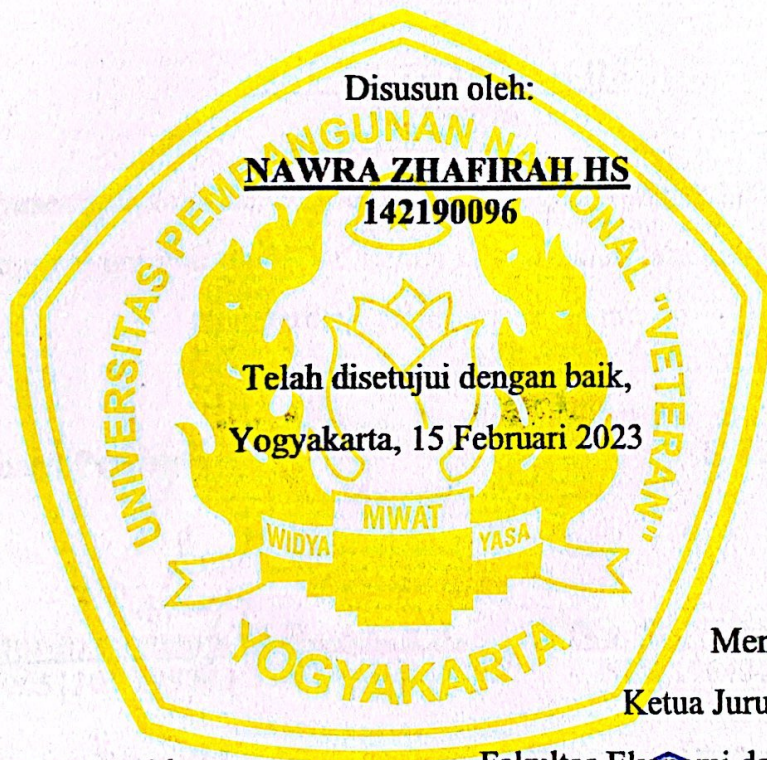 Disusun oleh:
NAWRA ZHAFIRAH HS
142190096
Telah disetujui dengan baik,
Yogyakarta, 15 Februari 2023
UNIVERSITAS PEMBANGUNAN NASIONAL "VETERAN"
WIDYA MWAT YASA
YOGYAKARTA
Ketua
Fakultas